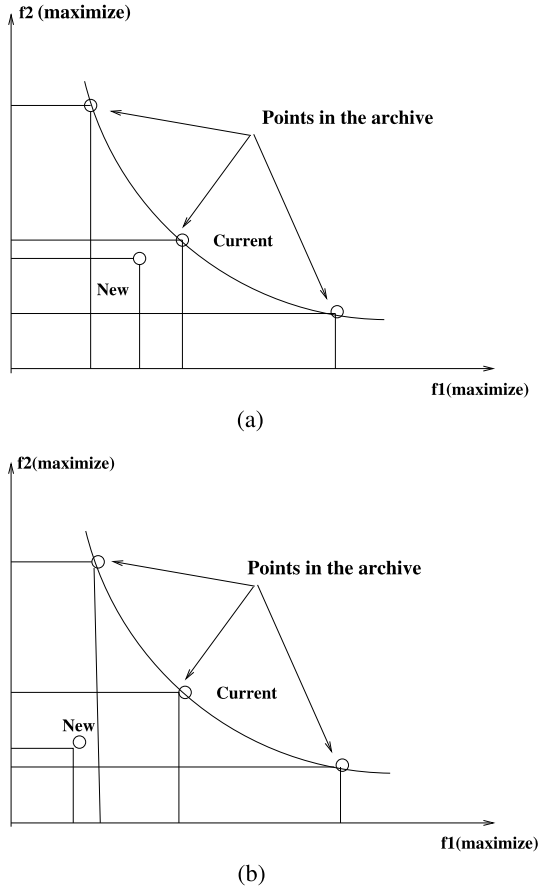 f2 (maximize)
Points in the archive
Current
New
f1(maximize)
(a)
f2(maximize)
Points in the archive
Current
New
f1(maximize)
(b)